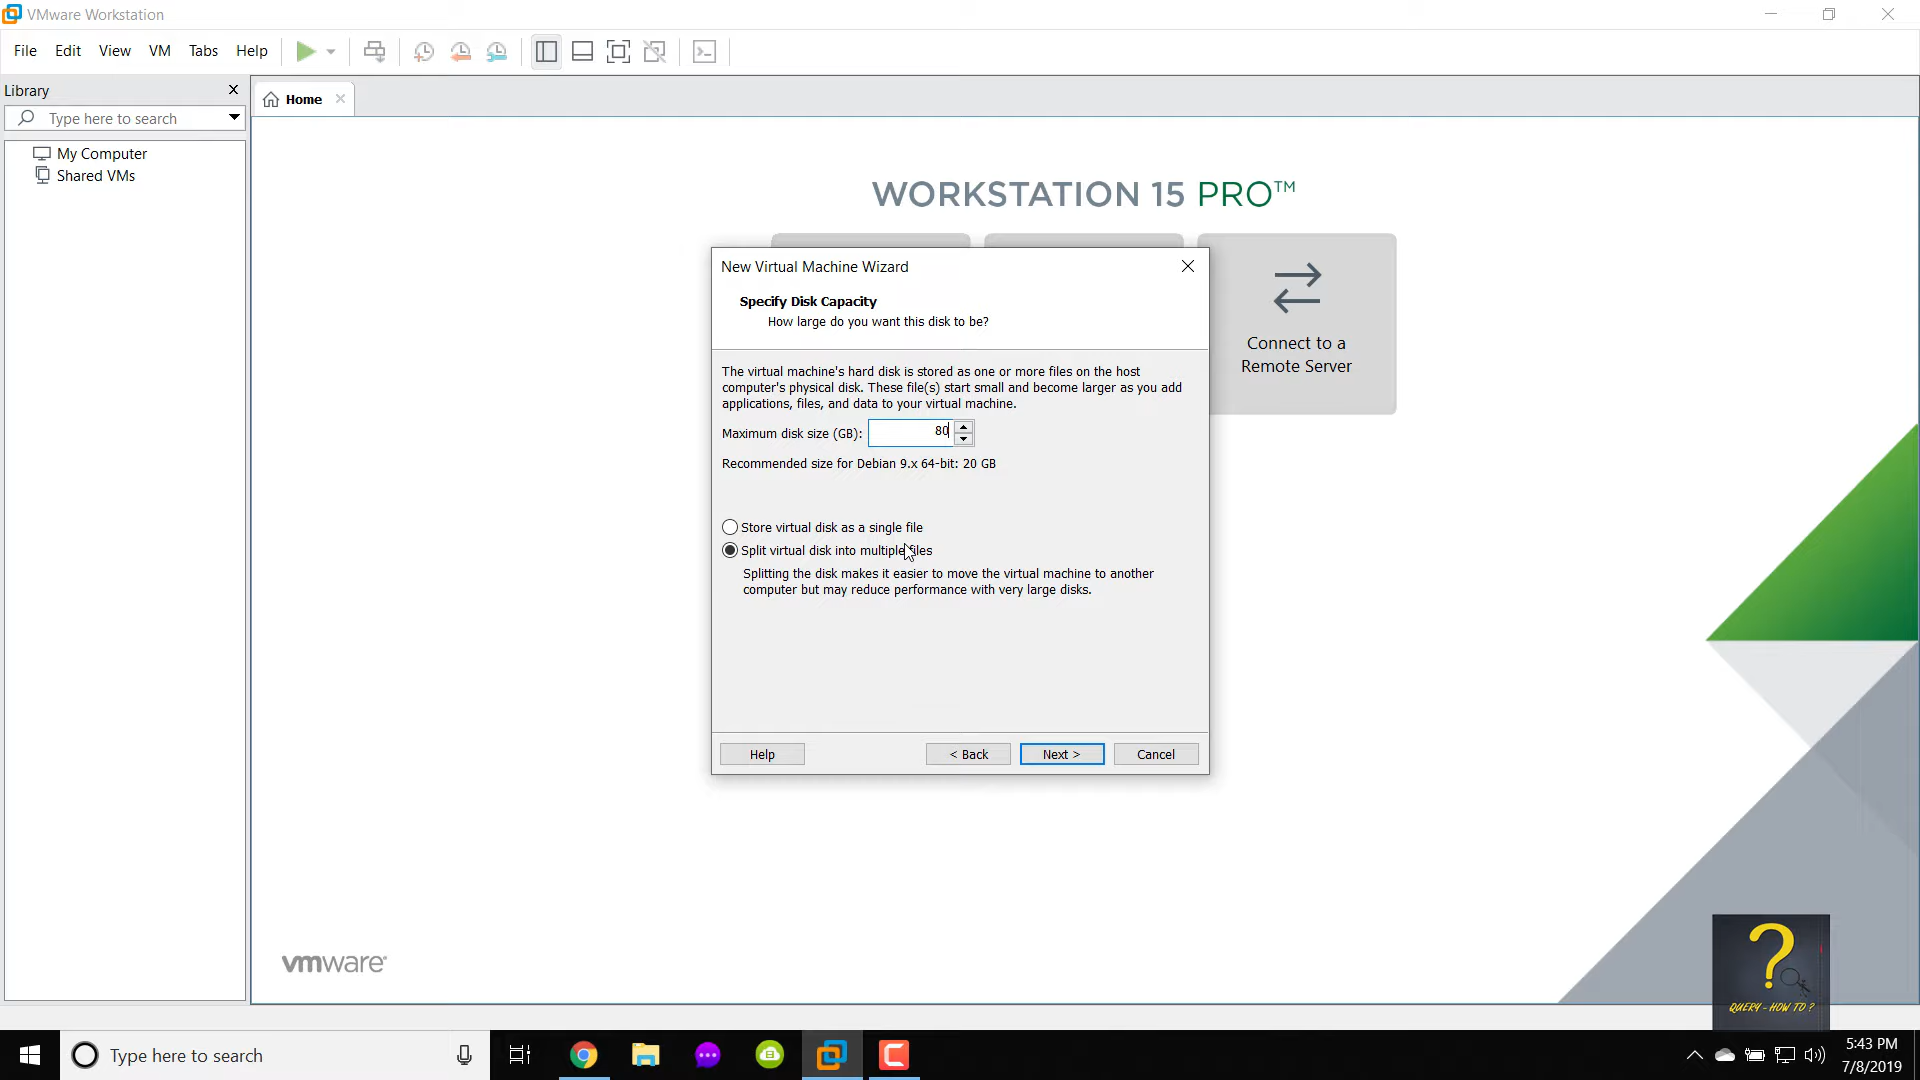 VMware Workstation
File Edit View VM Tabs Help
Library
Type here to search
My Computer
Shared VMs
Home
WORKSTATION 15 PRO™
Connect to a
Remote Server
New Virtual Machine Wizard
Specify Disk Capacity
How large do you want this disk to be?
The virtual machine's hard disk is stored as one or more files on the host
computer's physical disk. These file(s) start small and become larger as you add
applications, files, and data to your virtual machine.
Maximum disk size (GB): 80
Recommended size for Debian 9.x 64-bit: 20 GB
Store virtual disk as a single file
Split virtual disk into multiple files
Splitting the disk makes it easier to move the virtual machine to another
computer but may reduce performance with very large disks.
Help < Back Next > Cancel
vmware®
?
QUERY - HOW TO ?
Type here to search
5:43 PM
7/8/2019